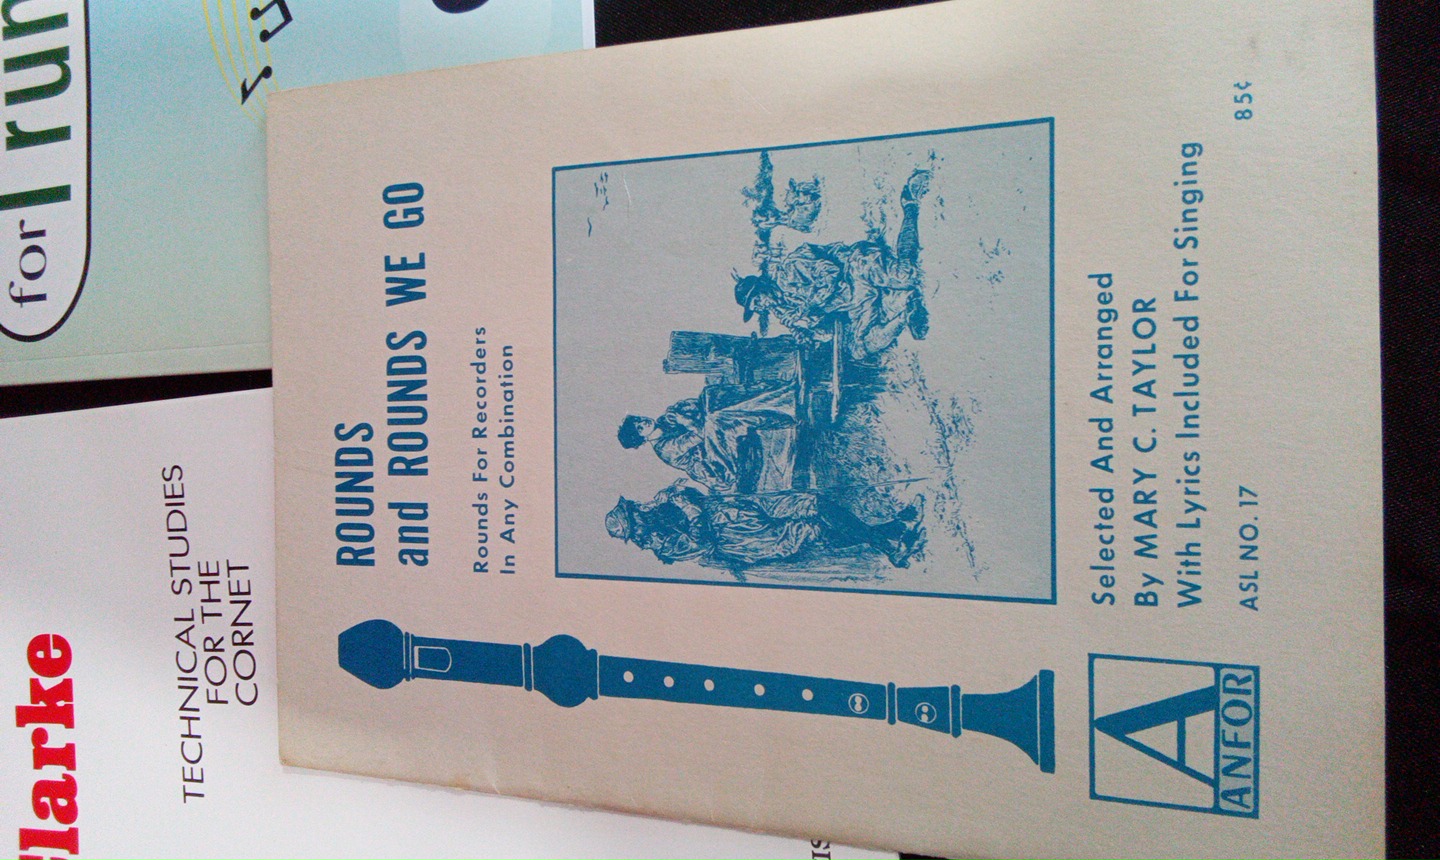 ROUNDS
and ROUNDS WE GO
Rounds For Recorders
In Any Combination
Selected And Arranged
By MARY C. TAYLOR
With Lyrics Included For Singing
ASL NO. 17 85¢
A
ANFOR
for
Clarke
TECHNICAL STUDIES
FOR THE
CORNET